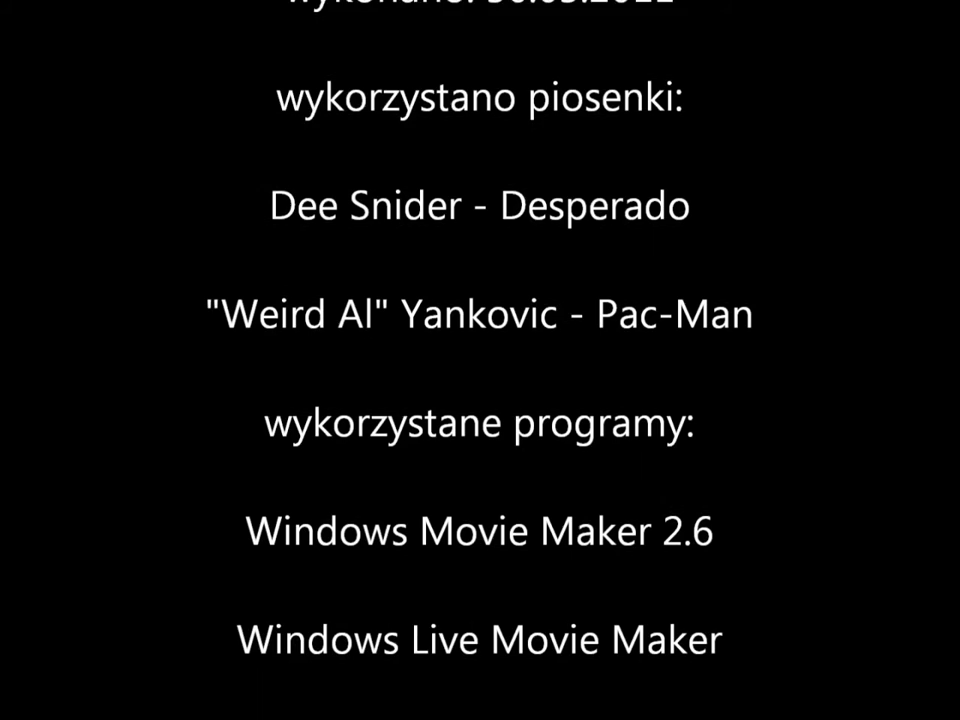 wykorzystano piosenki:
Dee Snider - Desperado
"Weird Al" Yankovic - Pac-Man
wykorzystane programy:
Windows Movie Maker 2.6
Windows Live Movie Maker